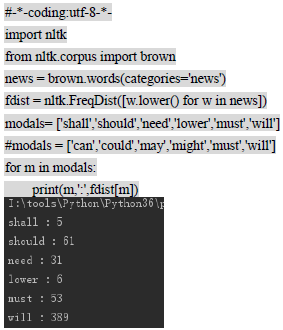 #-*-coding:utf-8-*-
import nltk
from nltk.corpus import brown
news = brown.words(categories='news')
fdist = nltk.FreqDist([w.lower() for w in news])
modals= ['shall','should','need','lower','must','will']
#modals = ['can','could','may','might','must','will']
for m in modals:
print(m,':',fdist[m])
I:\tools\Python\Python36\p
shall : 5
should : 61
need : 31
lower : 6
must : 53
will : 389